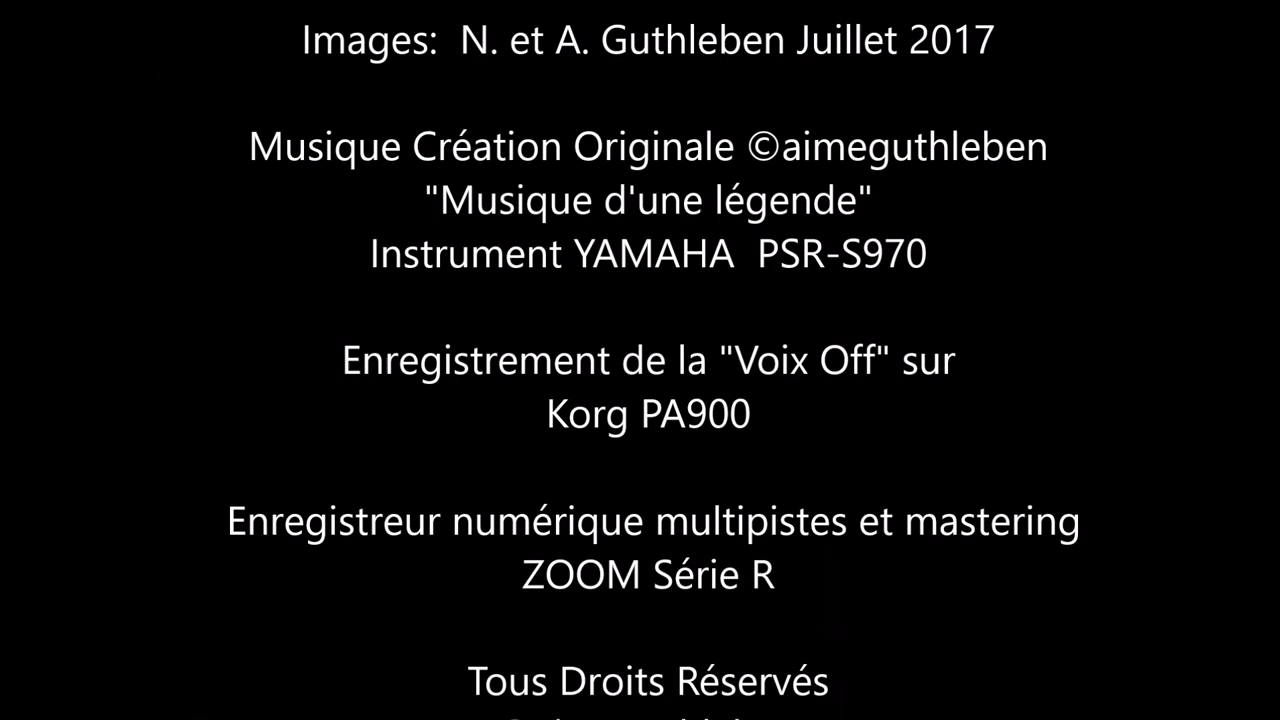 Images:  N. et A. Guthleben Juillet 2017
Musique Création Originale ©aimeguthleben
"Musique d'une légende"
Instrument YAMAHA  PSR-S970
Enregistrement de la "Voix Off" sur
Korg PA900
Enregistreur numérique multipistes et mastering
ZOOM Série R
Tous Droits Réservés